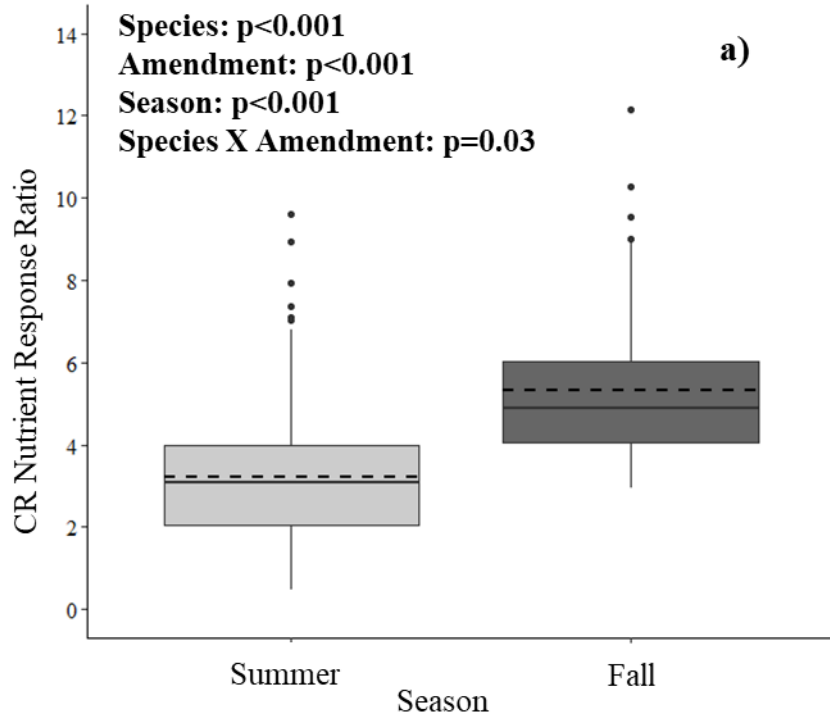 Species: p<0.001
Amendment: p<0.001
Season: p<0.001
Species X Amendment: p=0.03
a)
CR Nutrient Response Ratio
14
12
10
8
6
4
2
0
Summer
Fall
Season